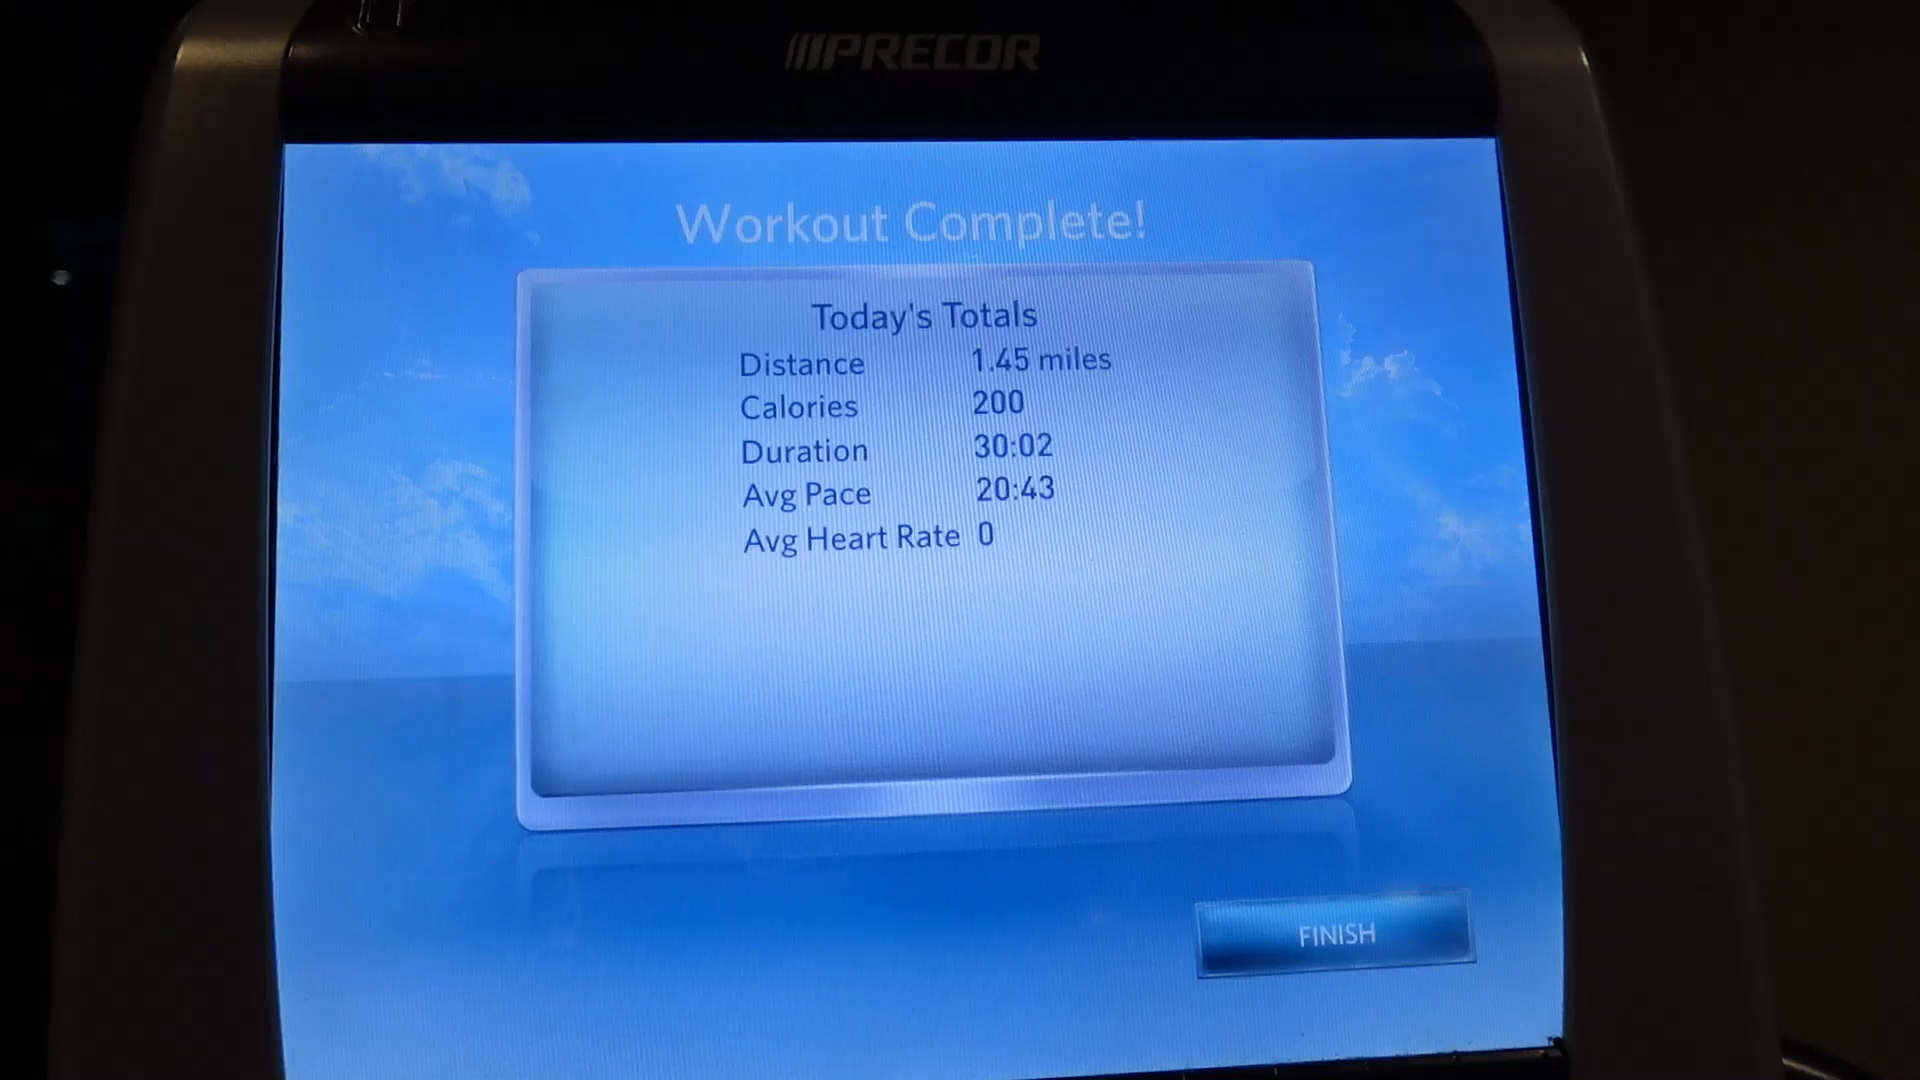 PRECOR
Workout Complete!
Today's Totals
Distance 1.45 miles
Calories 200
Duration 30:02
Avg Pace 20:43
Avg Heart Rate 0
FINISH